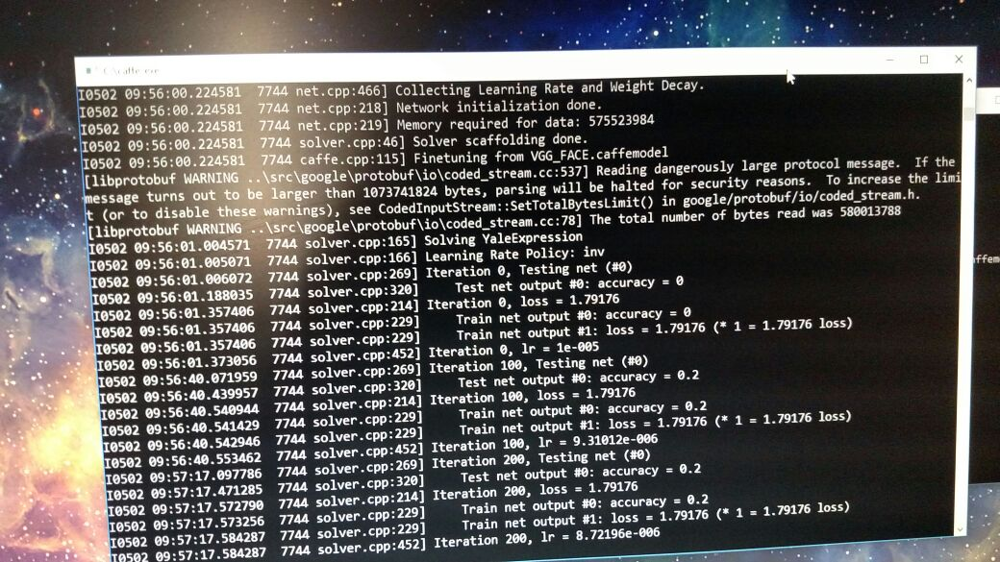 C:\caffe.exe
I0502 09:56:00.224581  7744 net.cpp:466] Collecting Learning Rate and Weight Decay.
I0502 09:56:00.224581  7744 net.cpp:218] Network initialization done.
I0502 09:56:00.224581  7744 net.cpp:219] Memory required for data: 575523984
I0502 09:56:00.224581  7744 solver.cpp:46] Solver scaffolding done.
I0502 09:56:00.224581  7744 caffe.cpp:115] Finetuning from VGG_FACE.caffemodel
[libprotobuf WARNING ..\src\google\protobuf\io\coded_stream.cc:537] Reading dangerously large protocol message.  If the
message turns out to be larger than 1073741824 bytes, parsing will be halted for security reasons.  To increase the limi
t (or to disable these warnings), see CodedInputStream::SetTotalBytesLimit() in google/protobuf/io/coded_stream.h.
[libprotobuf WARNING ..\src\google\protobuf\io\coded_stream.cc:78] The total number of bytes read was 580013788
I0502 09:56:01.004571  7744 solver.cpp:165] Solving YaleExpression
I0502 09:56:01.005071  7744 solver.cpp:166] Learning Rate Policy: inv
I0502 09:56:01.006072  7744 solver.cpp:269] Iteration 0, Testing net (#0)
I0502 09:56:01.188035  7744 solver.cpp:320]     Test net output #0: accuracy = 0
I0502 09:56:01.357406  7744 solver.cpp:214] Iteration 0, loss = 1.79176
I0502 09:56:01.357406  7744 solver.cpp:229]     Train net output #0: accuracy = 0
I0502 09:56:01.357406  7744 solver.cpp:229]     Train net output #1: loss = 1.79176 (* 1 = 1.79176 loss)
I0502 09:56:01.373056  7744 solver.cpp:452] Iteration 0, lr = 1e-005
I0502 09:56:40.071959  7744 solver.cpp:269] Iteration 100, Testing net (#0)
I0502 09:56:40.439957  7744 solver.cpp:320]     Test net output #0: accuracy = 0.2
I0502 09:56:40.540944  7744 solver.cpp:214] Iteration 100, loss = 1.79176
I0502 09:56:40.541429  7744 solver.cpp:229]     Train net output #0: accuracy = 0.2
I0502 09:56:40.542946  7744 solver.cpp:229]     Train net output #1: loss = 1.79176 (* 1 = 1.79176 loss)
I0502 09:56:40.553462  7744 solver.cpp:452] Iteration 100, lr = 9.31012e-006
I0502 09:57:17.097786  7744 solver.cpp:269] Iteration 200, Testing net (#0)
I0502 09:57:17.471285  7744 solver.cpp:320]     Test net output #0: accuracy = 0.2
I0502 09:57:17.572790  7744 solver.cpp:214] Iteration 200, loss = 1.79176
I0502 09:57:17.573256  7744 solver.cpp:229]     Train net output #0: accuracy = 0.2
I0502 09:57:17.584287  7744 solver.cpp:229]     Train net output #1: loss = 1.79176 (* 1 = 1.79176 loss)
I0502 09:57:17.584287  7744 solver.cpp:452] Iteration 200, lr = 8.72196e-006